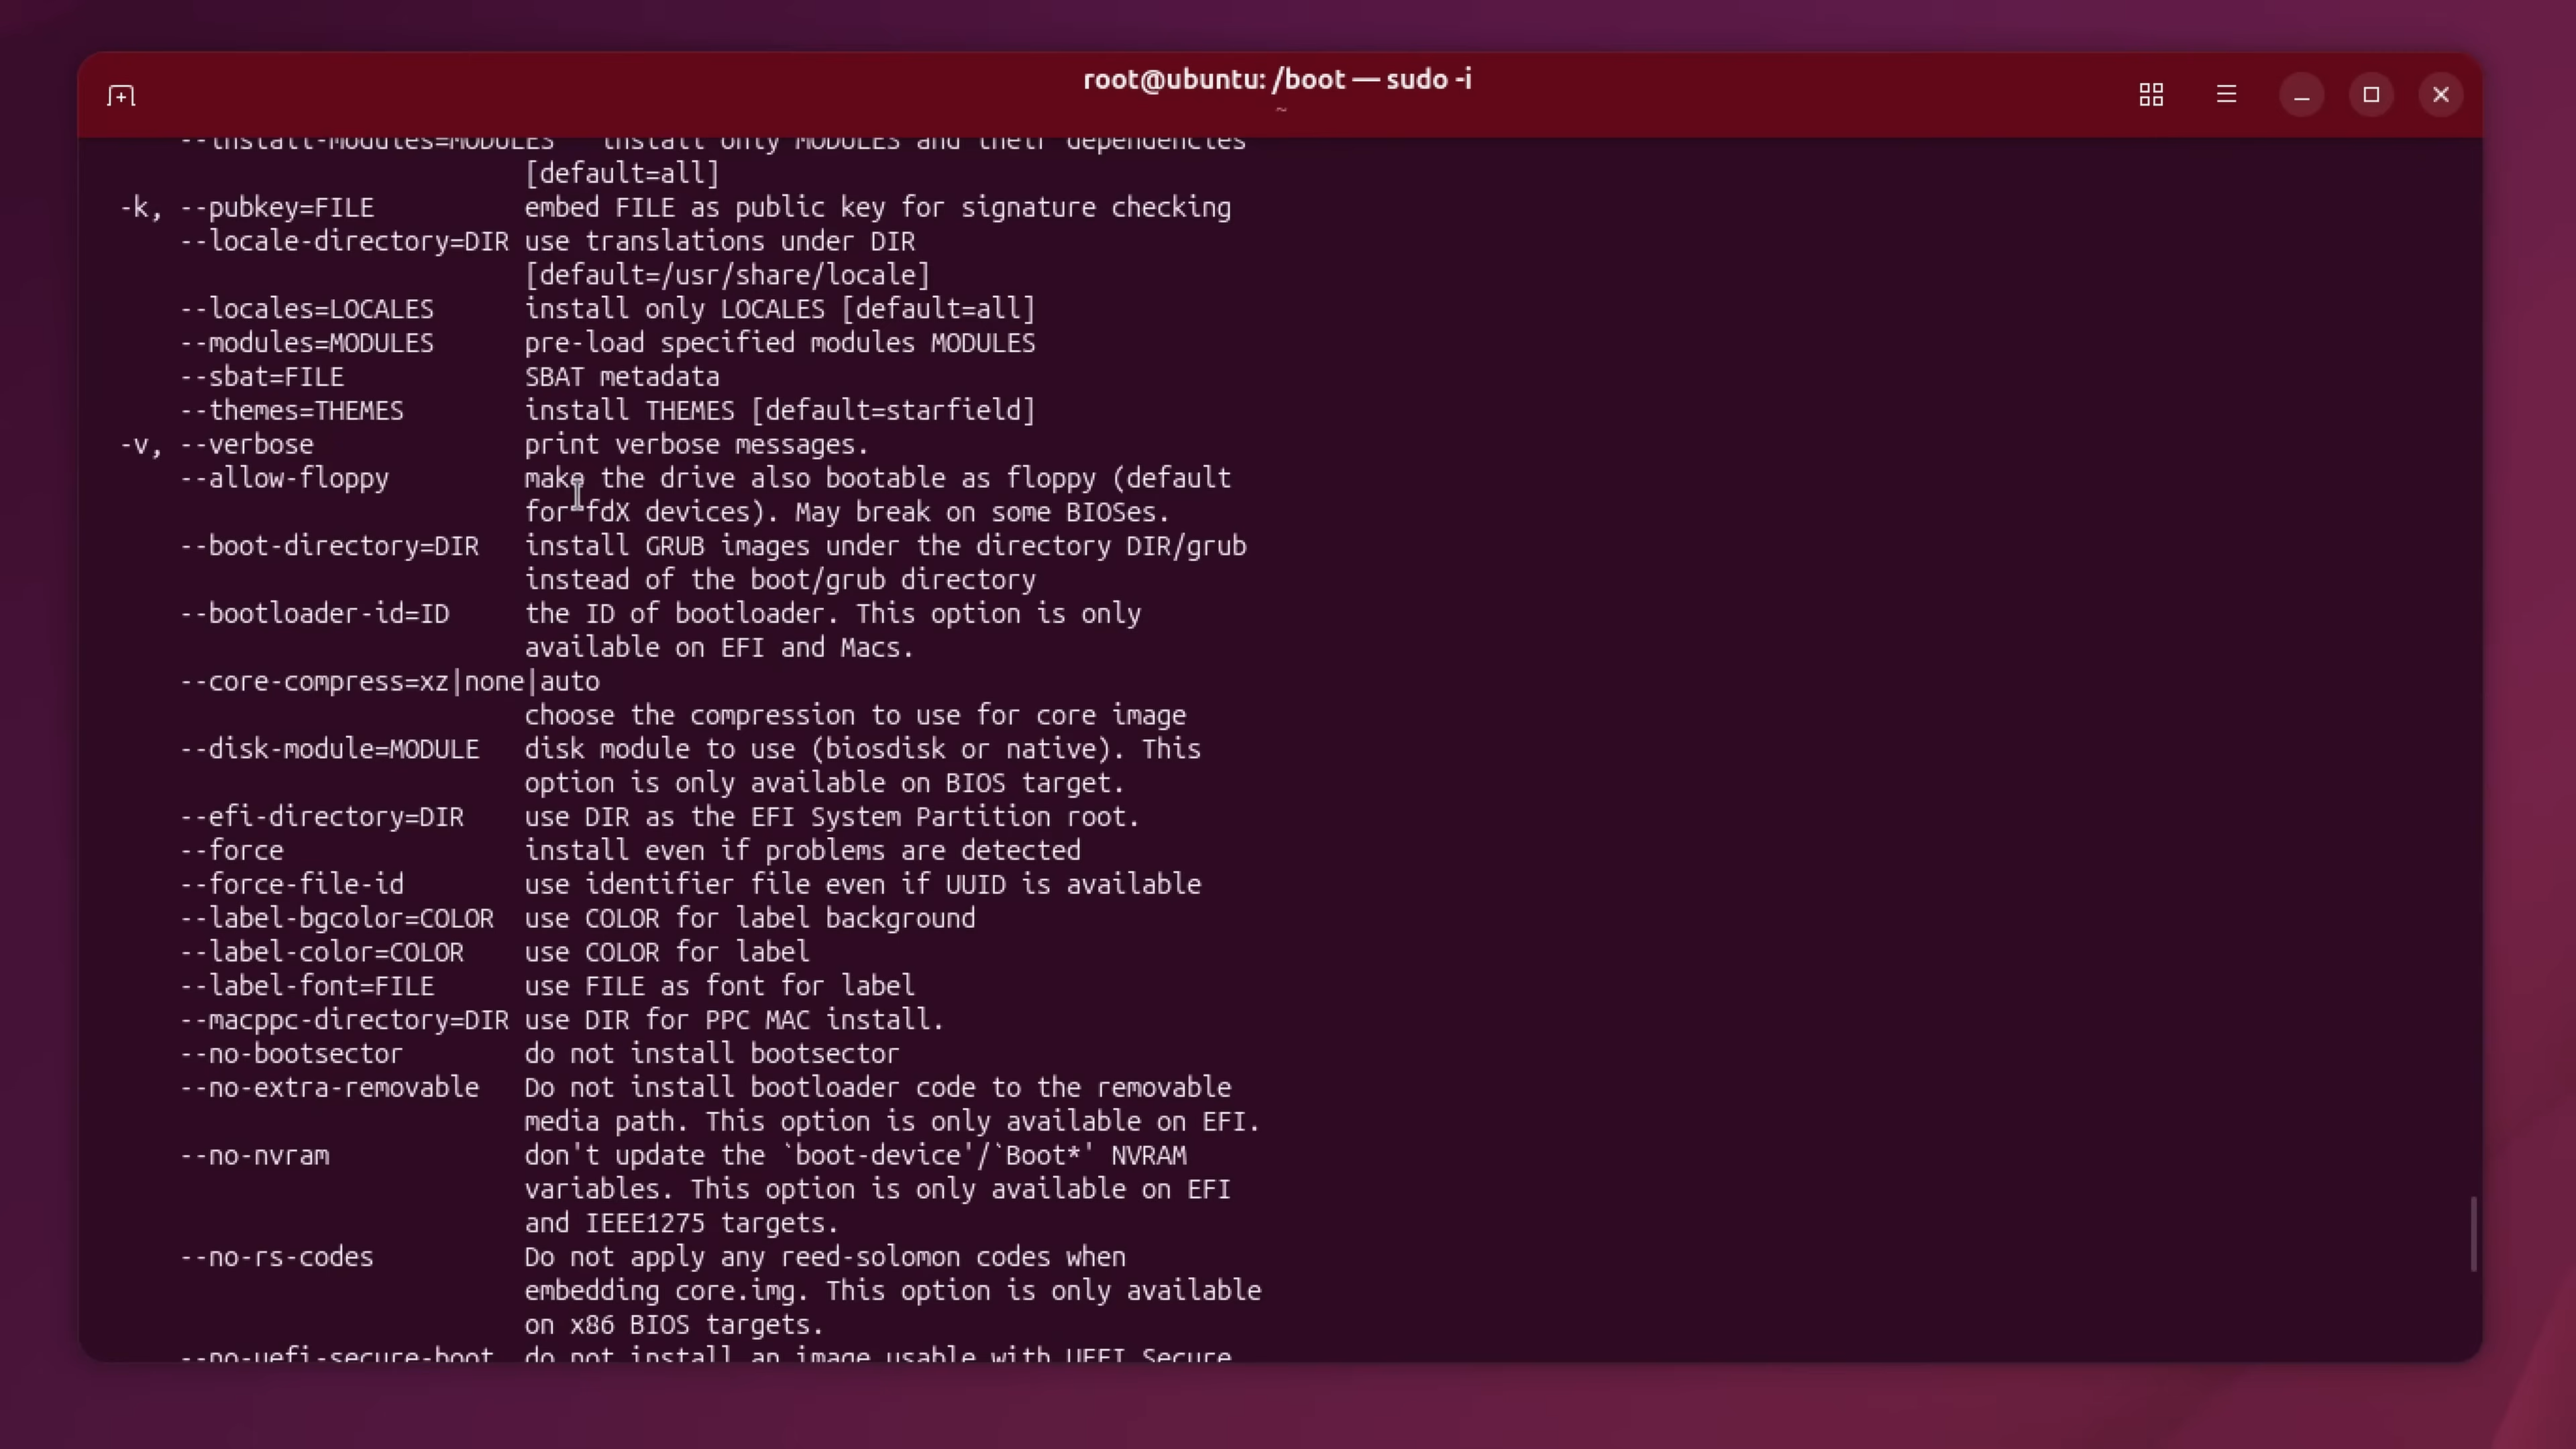 root@ubuntu: /boot — sudo -i
~
--install-modules=MODULES   install only MODULES and their dependencies
[default=all]
-k, --pubkey=FILE          embed FILE as public key for signature checking
--locale-directory=DIR use translations under DIR
[default=/usr/share/locale]
--locales=LOCALES      install only LOCALES [default=all]
--modules=MODULES      pre-load specified modules MODULES
--sbat=FILE            SBAT metadata
--themes=THEMES        install THEMES [default=starfield]
-v, --verbose              print verbose messages.
--allow-floppy         make the drive also bootable as floppy (default
for fdX devices). May break on some BIOSes.
--boot-directory=DIR   install GRUB images under the directory DIR/grub
instead of the boot/grub directory
--bootloader-id=ID     the ID of bootloader. This option is only
available on EFI and Macs.
--core-compress=xz|none|auto
choose the compression to use for core image
--disk-module=MODULE   disk module to use (biosdisk or native). This
option is only available on BIOS target.
--efi-directory=DIR    use DIR as the EFI System Partition root.
--force                install even if problems are detected
--force-file-id        use identifier file even if UUID is available
--label-bgcolor=COLOR  use COLOR for label background
--label-color=COLOR    use COLOR for label
--label-font=FILE      use FILE as font for label
--macppc-directory=DIR use DIR for PPC MAC install.
--no-bootsector        do not install bootsector
--no-extra-removable   Do not install bootloader code to the removable
media path. This option is only available on EFI.
--no-nvram             don't update the `boot-device'/`Boot*' NVRAM
variables. This option is only available on EFI
and IEEE1275 targets.
--no-rs-codes          Do not apply any reed-solomon codes when
embedding core.img. This option is only available
on x86 BIOS targets.
--no-uefi-secure-boot  do not install an image usable with UEFI Secure